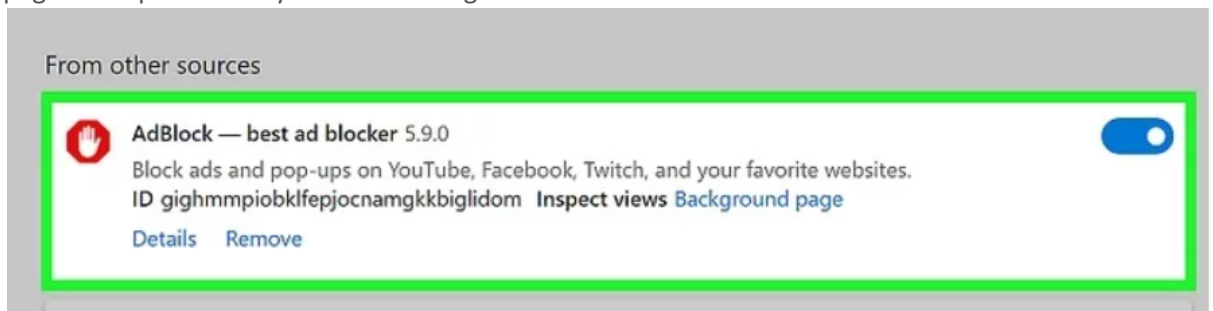 From other sources
AdBlock — best ad blocker 5.9.0
Block ads and pop-ups on YouTube, Facebook, Twitch, and your favorite websites.
ID gighmmpiobklfepjocnamgkkbiglidom Inspect views Background page
Details Remove